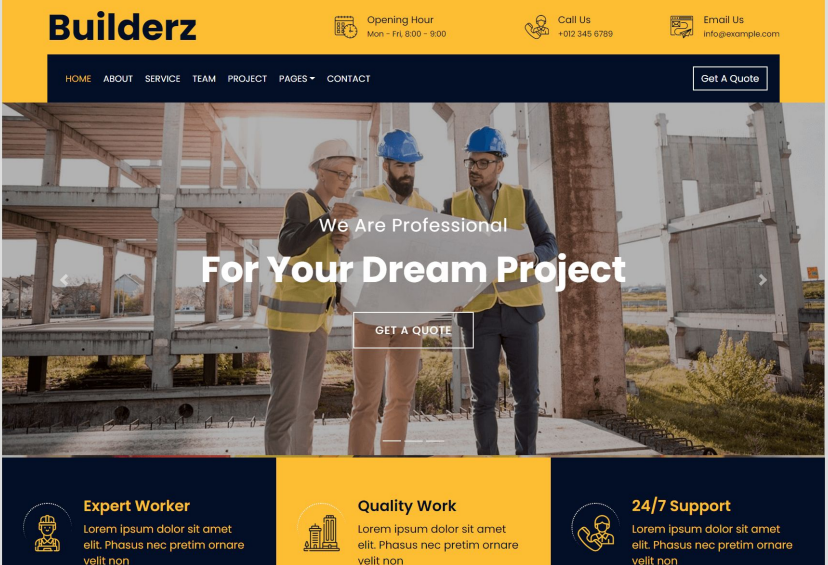 Builderz
Opening Hour
Mon - Fri, 8:00 - 9:00
Call Us
+012 345 6789
Email Us
info@example.com
HOME ABOUT SERVICE TEAM PROJECT PAGES CONTACT
Get A Quote
We Are Professional
For Your Dream Project
GET A QUOTE
Expert Worker
Lorem ipsum dolor sit amet
elit. Phasus nec pretim ornare
velit non
Quality Work
Lorem ipsum dolor sit amet
elit. Phasus nec pretim ornare
velit non
24/7 Support
Lorem ipsum dolor sit amet
elit. Phasus nec pretim ornare
velit non